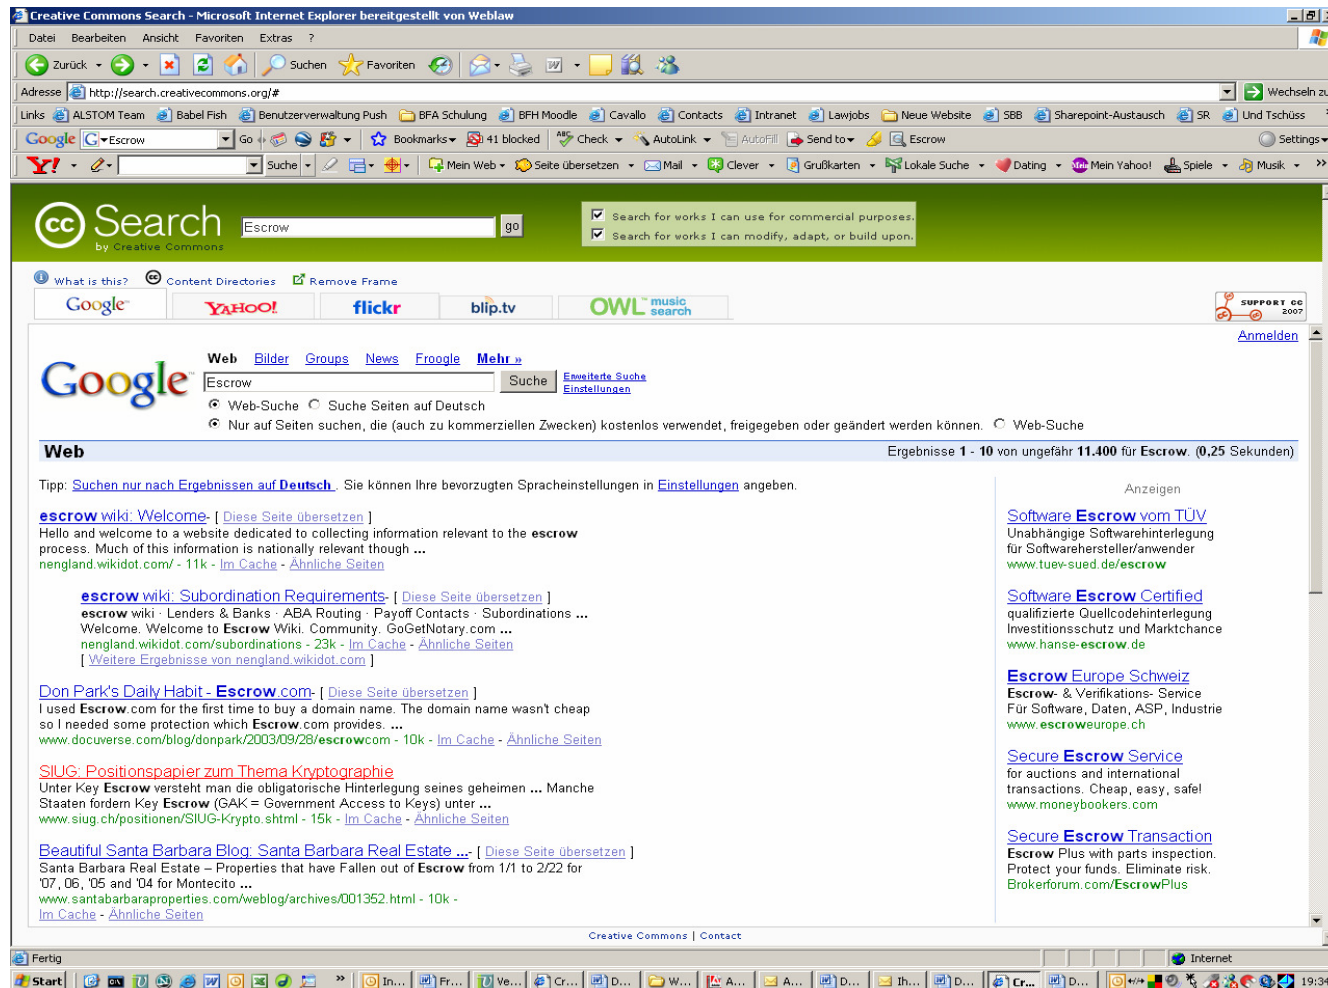 Creative Commons Search - Microsoft Internet Explorer bereitgestellt von Weblaw
Datei Bearbeiten Ansicht Favoriten Extras ?
Zurück Suchen Favoriten
Adresse http://search.creativecommons.org/# Wechseln zu
Links ALSTOM Team Babel Fish Benutzerverwaltung Push BFA Schulung BFH Moodle Cavallo Contacts Intranet Lawjobs Neue Website SBB Sharepoint-Austausch SR Und Tschüss
Google Escrow Go Bookmarks 41 blocked Check AutoLink AutoFill Send to Escrow Settings
Y! Suche Mein Web Seite übersetzen Mail Clever Grußkarten Lokale Suche Dating Mein Yahoo! Spiele Musik »
cc Search Escrow go
by Creative Commons
Search for works I can use for commercial purposes.
Search for works I can modify, adapt, or build upon.
What is this? Content Directories Remove Frame
Google YAHOO! flickr blip.tv OWL music search
SUPPORT CC 2007
Anmelden
Web Bilder Groups News Froogle Mehr »
Google Escrow Suche Erweiterte Suche
Einstellungen
Web-Suche Suche Seiten auf Deutsch
Nur auf Seiten suchen, die (auch zu kommerziellen Zwecken) kostenlos verwendet, freigegeben oder geändert werden können. Web-Suche
Web Ergebnisse 1 - 10 von ungefähr 11.400 für Escrow. (0,25 Sekunden)
Tipp: Suchen nur nach Ergebnissen auf Deutsch . Sie können Ihre bevorzugten Spracheinstellungen in Einstellungen angeben.
escrow wiki: Welcome- [ Diese Seite übersetzen ]
Hello and welcome to a website dedicated to collecting information relevant to the escrow
process. Much of this information is nationally relevant though ...
nengland.wikidot.com/ - 11k - Im Cache - Ähnliche Seiten
escrow wiki: Subordination Requirements- [ Diese Seite übersetzen ]
escrow wiki · Lenders & Banks · ABA Routing · Payoff Contacts · Subordinations ...
Welcome. Welcome to Escrow Wiki. Community. GoGetNotary.com ...
nengland.wikidot.com/subordinations - 23k - Im Cache - Ähnliche Seiten
[ Weitere Ergebnisse von nengland.wikidot.com ]
Don Park's Daily Habit - Escrow.com- [ Diese Seite übersetzen ]
I used Escrow.com for the first time to buy a domain name. The domain name wasn't cheap
so I needed some protection which Escrow.com provides. ...
www.docuverse.com/blog/donpark/2003/09/28/escrowcom - 10k - Im Cache - Ähnliche Seiten
SIUG: Positionspapier zum Thema Kryptographie
Unter Key Escrow versteht man die obligatorische Hinterlegung seines geheimen ... Manche
Staaten fordern Key Escrow (GAK = Government Access to Keys) unter ...
www.siug.ch/positionen/SIUG-Krypto.shtml - 15k - Im Cache - Ähnliche Seiten
Beautiful Santa Barbara Blog: Santa Barbara Real Estate ...- [ Diese Seite übersetzen ]
Santa Barbara Real Estate – Properties that have Fallen out of Escrow from 1/1 to 2/22 for
'07, 06, '05 and '04 for Montecito ...
www.santabarbaraproperties.com/weblog/archives/001352.html - 10k -
Im Cache - Ähnliche Seiten
Anzeigen
Software Escrow vom TÜV
Unabhängige Softwarehinterlegung
für Softwarehersteller/anwender
www.tuev-sued.de/escrow
Software Escrow Certified
qualifizierte Quellcodehinterlegung
Investitionsschutz und Marktchance
www.hanse-escrow.de
Escrow Europe Schweiz
Escrow- & Verifikations- Service
Für Software, Daten, ASP, Industrie
www.escroweurope.ch
Secure Escrow Service
for auctions and international
transactions. Cheap, easy, safe!
www.moneybookers.com
Secure Escrow Transaction
Escrow Plus with parts inspection.
Protect your funds. Eliminate risk.
Brokerforum.com/EscrowPlus
Creative Commons | Contact
Fertig Internet
Start » In... Fr... Ve... Cr... D... W... A... A... D... Ih... D... Cr... D... 19:34